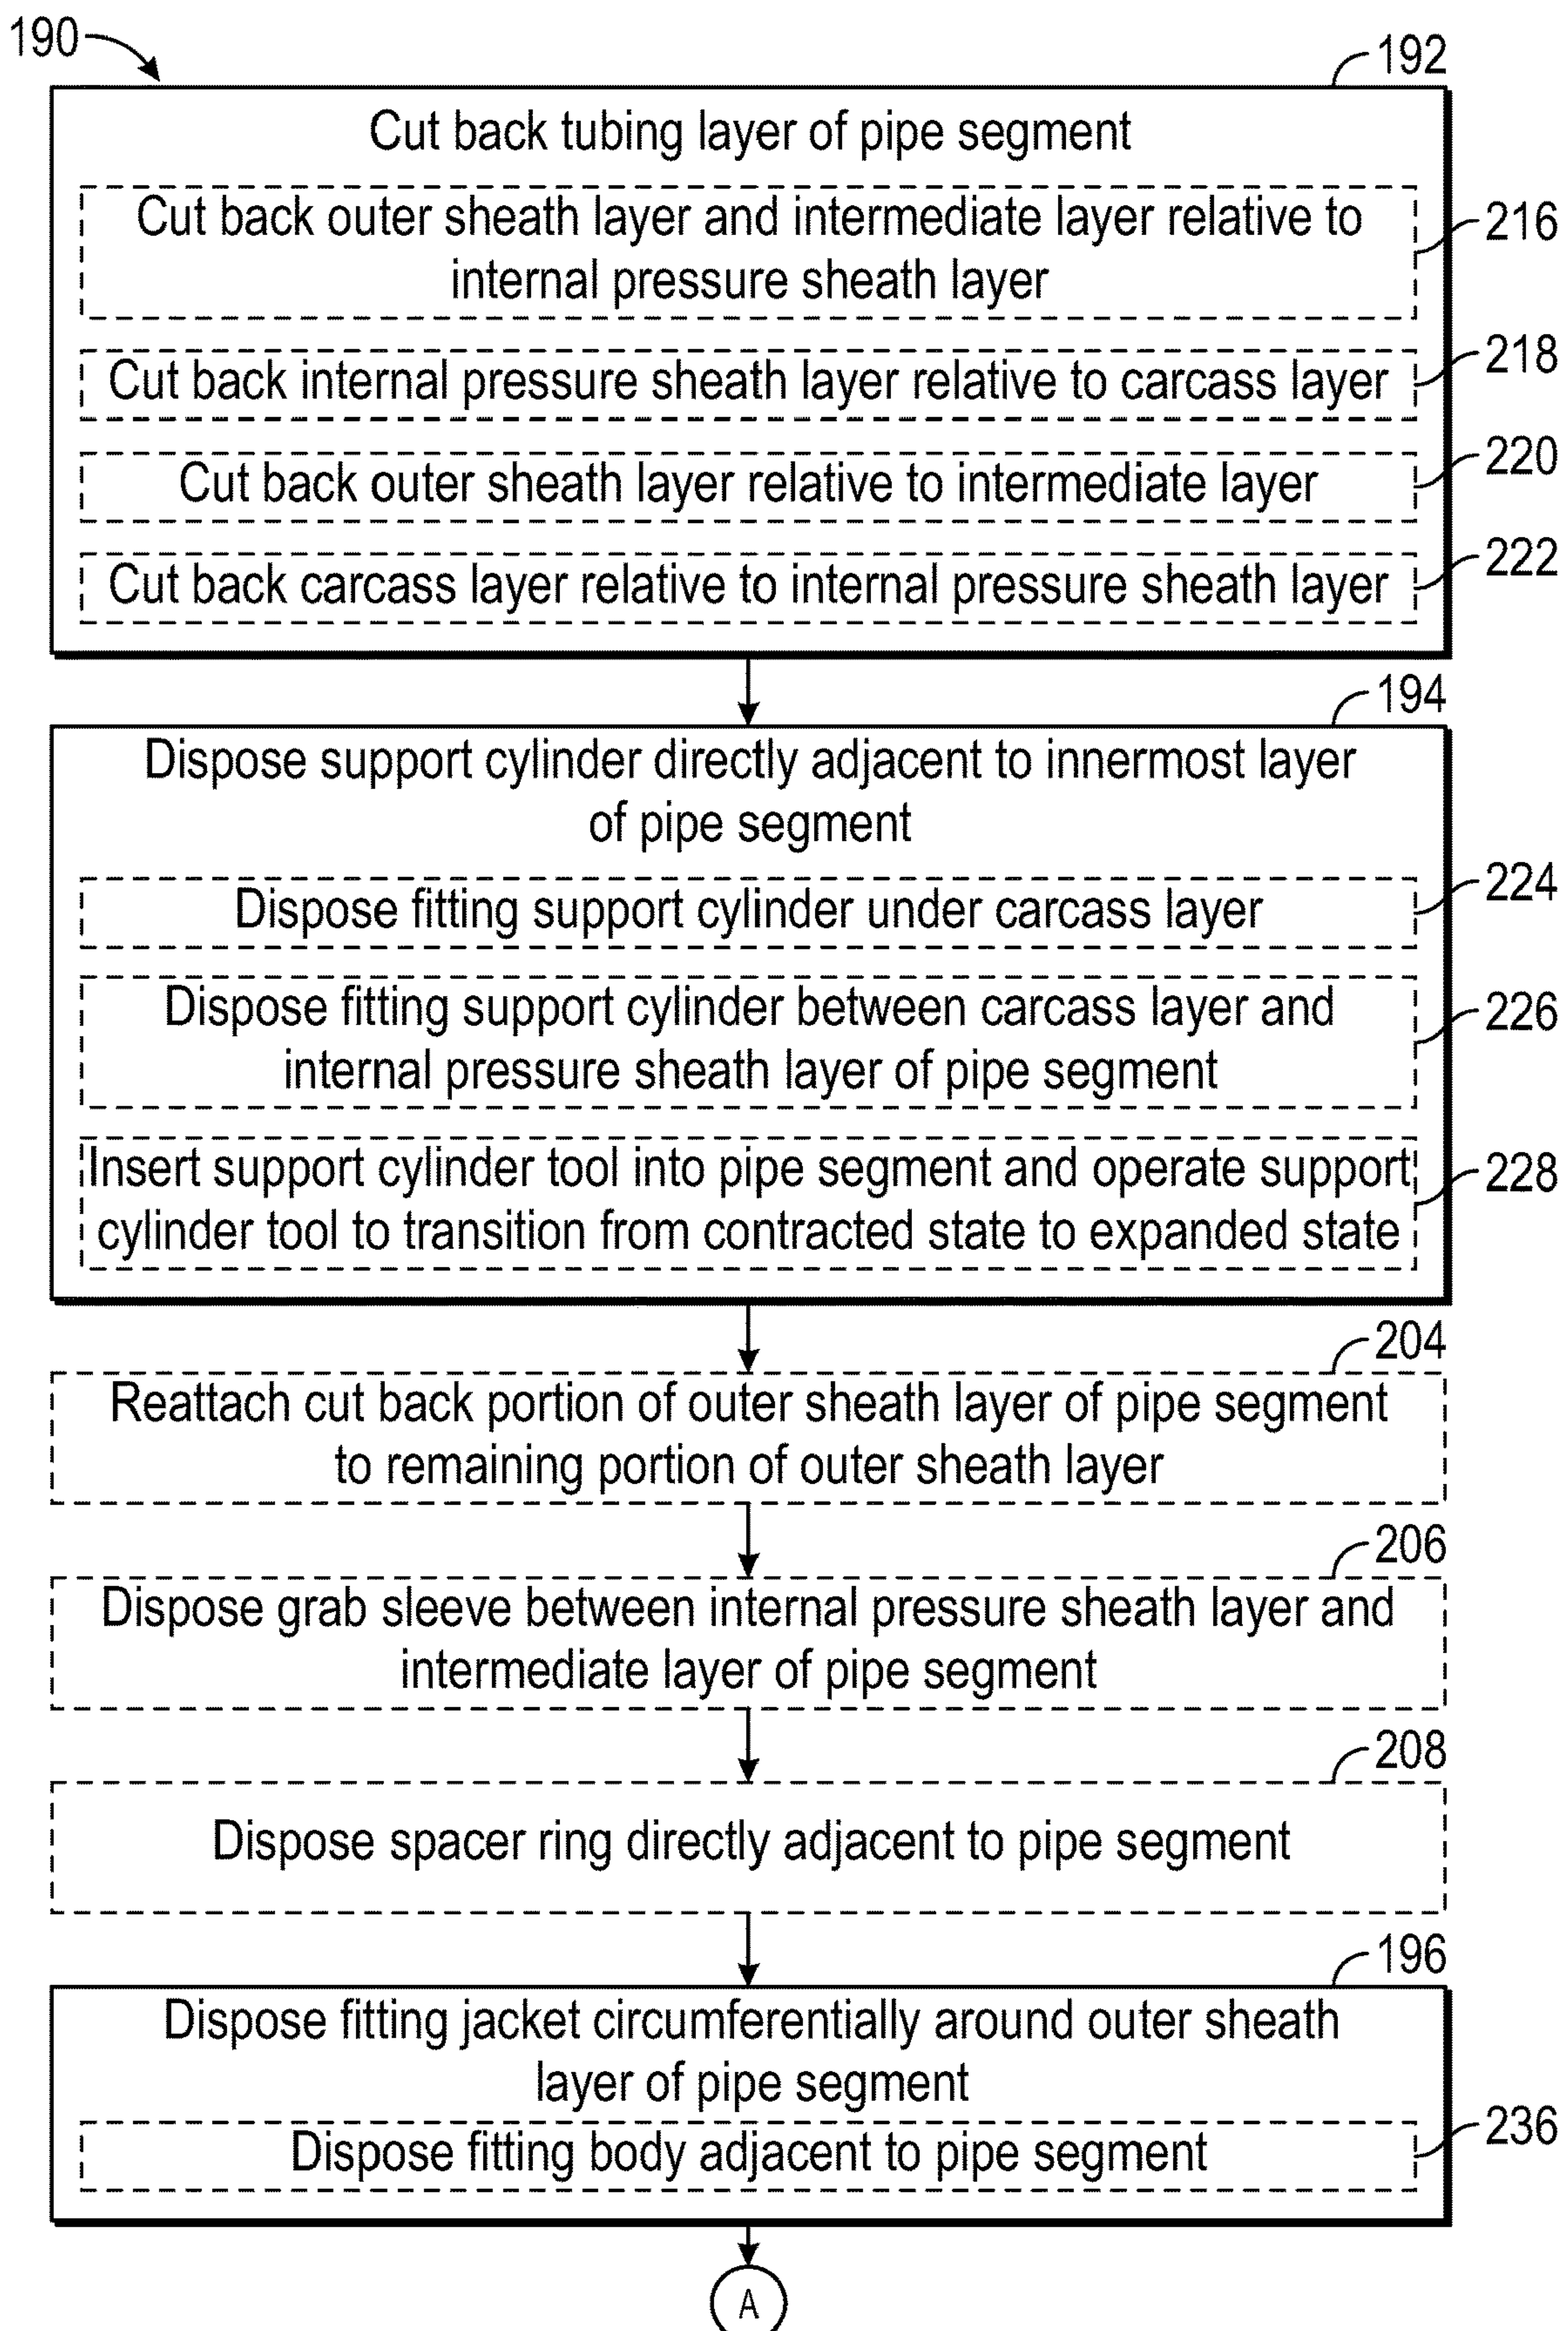 190
192
Cut back tubing layer of pipe segment
Cut back outer sheath layer and intermediate layer relative to
internal pressure sheath layer
216
Cut back internal pressure sheath layer relative to carcass layer
218
Cut back outer sheath layer relative to intermediate layer
220
Cut back carcass layer relative to internal pressure sheath layer
222
194
Dispose support cylinder directly adjacent to innermost layer
of pipe segment
Dispose fitting support cylinder under carcass layer
224
Dispose fitting support cylinder between carcass layer and
internal pressure sheath layer of pipe segment
226
Insert support cylinder tool into pipe segment and operate support
cylinder tool to transition from contracted state to expanded state
228
204
Reattach cut back portion of outer sheath layer of pipe segment
to remaining portion of outer sheath layer
206
Dispose grab sleeve between internal pressure sheath layer and
intermediate layer of pipe segment
208
Dispose spacer ring directly adjacent to pipe segment
196
Dispose fitting jacket circumferentially around outer sheath
layer of pipe segment
Dispose fitting body adjacent to pipe segment
236
A